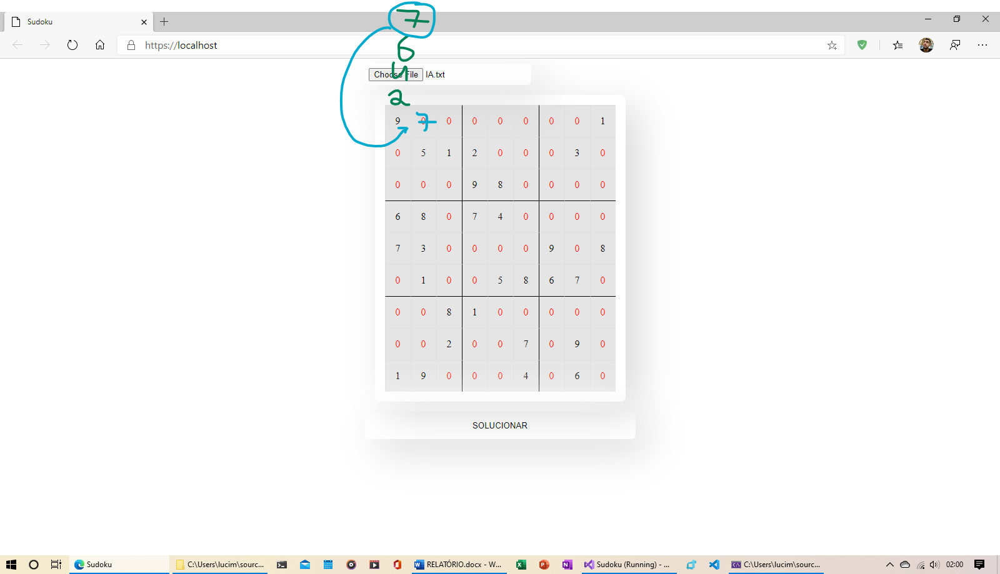 7
Sudoku
https://localhost
6
4
Choose File IA.txt
2
9 7 0 0 0 0 0 0 1
0 5 1 2 0 0 0 3 0
0 0 0 9 8 0 0 0 0
6 8 0 7 4 0 0 0 0
7 3 0 0 0 0 9 0 8
0 1 0 0 5 8 6 7 0
0 0 8 1 0 0 0 0 0
0 0 2 0 0 7 0 9 0
1 9 0 0 0 4 0 6 0
SOLUCIONAR
Sudoku C:\Users\lucim\sourc... RELATÓRIO.docx - W... Sudoku (Running) - ... C:\Users\lucim\sourc... 02:00